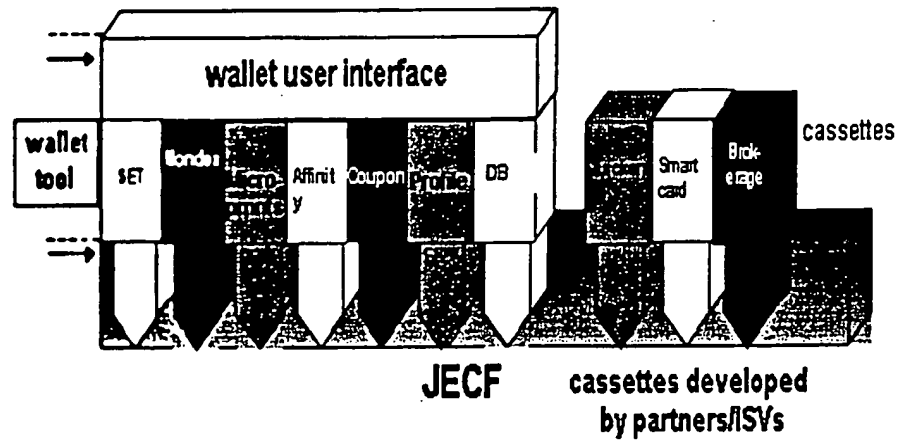 wallet user interface
wallet
tool
SET
Mondex
Affinit
y
Coupon
Profile
DB
Smart
card
Brok-
erage
cassettes
JECF
cassettes developed
by partners/ISVs